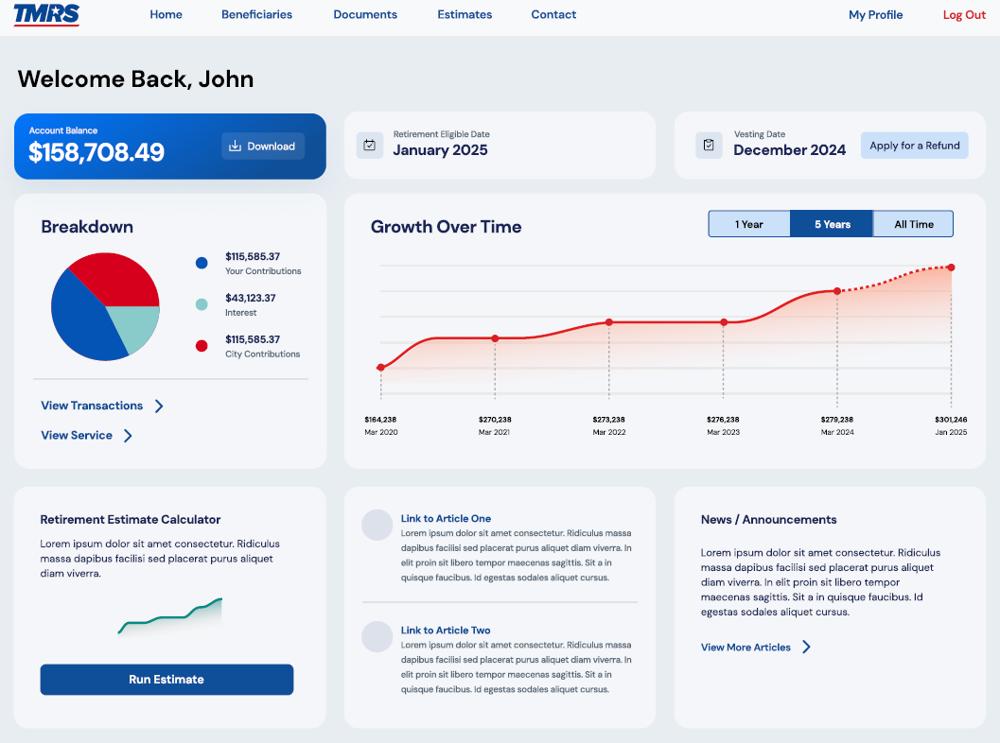 TMRS
Home
Beneficiaries
Documents
Estimates
Contact
My Profile
Log Out
Welcome Back, John
Account Balance
$158,708.49
Download
Retirement Eligible Date
January 2025
Vesting Date
December 2024
Apply for a Refund
Breakdown
$115,585.37
Your Contributions
$43,123.37
Interest
$115,585.37
City Contributions
View Transactions
View Service
Growth Over Time
1 Year
5 Years
All Time
$164,238
Mar 2020
$270,238
Mar 2021
$273,238
Mar 2022
$276,238
Mar 2023
$279,238
Mar 2024
$301,246
Jan 2025
Retirement Estimate Calculator
Lorem ipsum dolor sit amet consectetur. Ridiculus
massa dapibus facilisi sed placerat purus aliquet
diam viverra.
Run Estimate
Link to Article One
Lorem ipsum dolor sit amet consectetur. Ridiculus massa
dapibus facilisi sed placerat purus aliquet diam viverra. In
elit proin sit libero tempor maecenas sagittis. Sit a in
quisque faucibus. Id egestas sodales aliquet cursus.
Link to Article Two
Lorem ipsum dolor sit amet consectetur. Ridiculus massa
dapibus facilisi sed placerat purus aliquet diam viverra. In
elit proin sit libero tempor maecenas sagittis. Sit a in
quisque faucibus. Id egestas sodales aliquet cursus.
News / Announcements
Lorem ipsum dolor sit amet consectetur. Ridiculus
massa dapibus facilisi sed placerat purus aliquet
diam viverra. In elit proin sit libero tempor
maecenas sagittis. Sit a in quisque faucibus. Id
egestas sodales aliquet cursus.
View More Articles